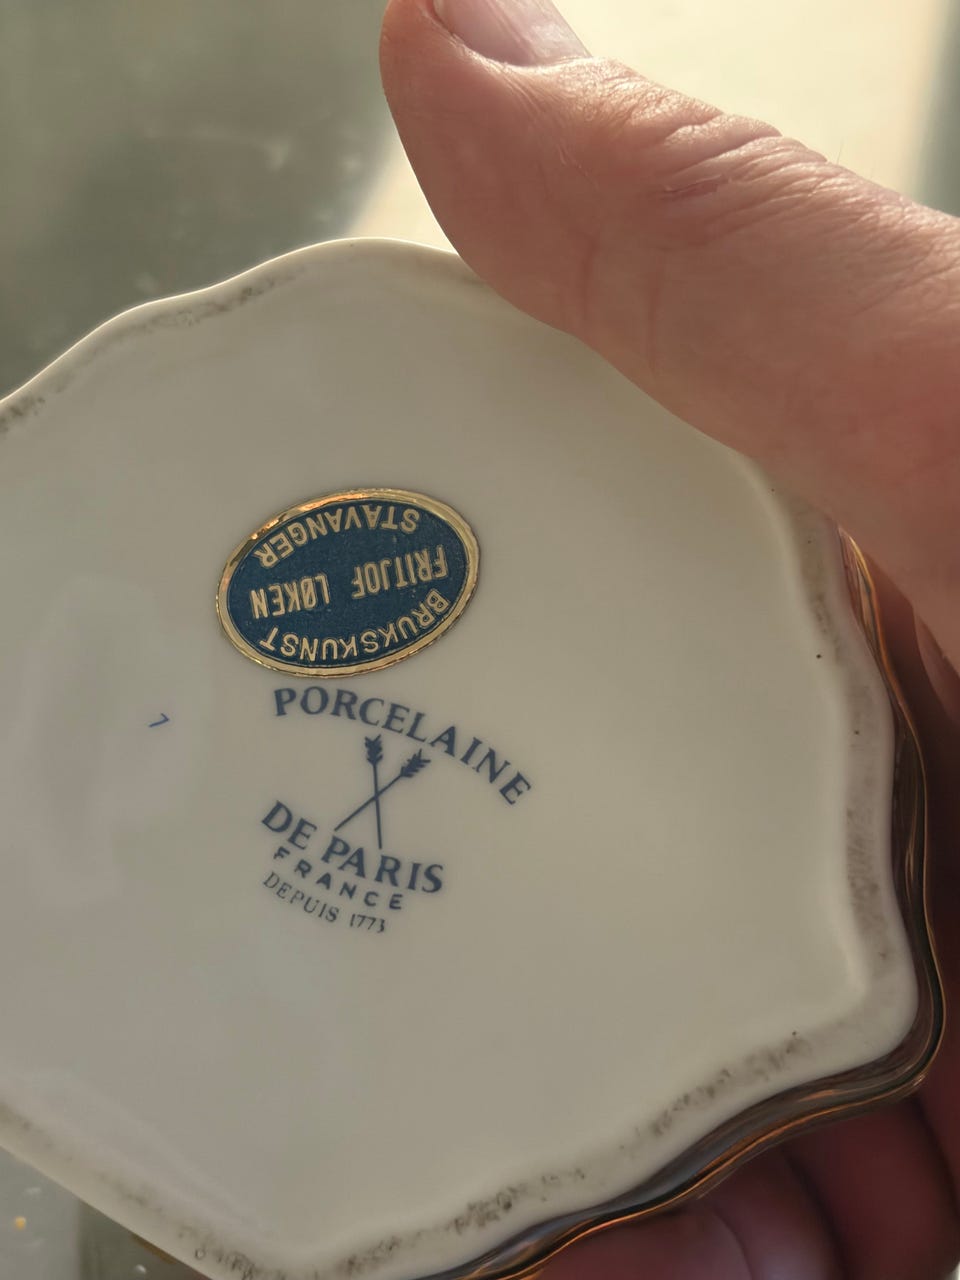 BRUKSKUNST
FRITJOF LØKEN
STAVANGER
PORCELAINE
DE PARIS
FRANCE
DEPUIS 1773